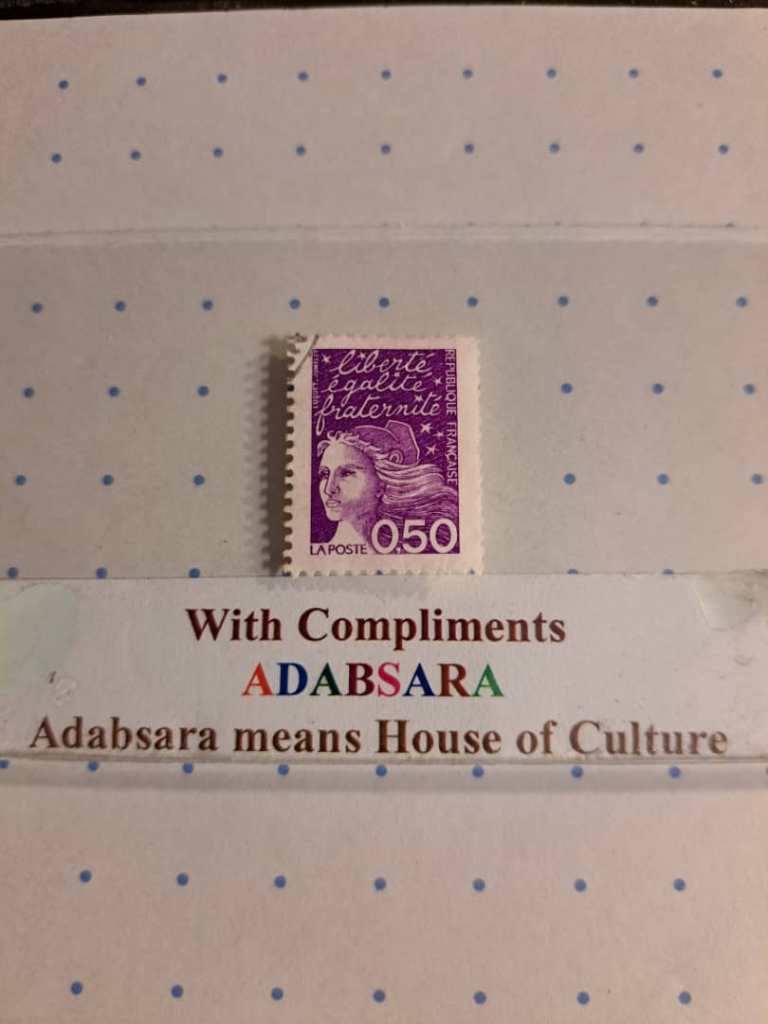 liberté
égalité
fraternité
REPUBLIQUE FRANÇAISE
LA POSTE 0,50
With Compliments
ADABSARA
Adabsara means House of Culture